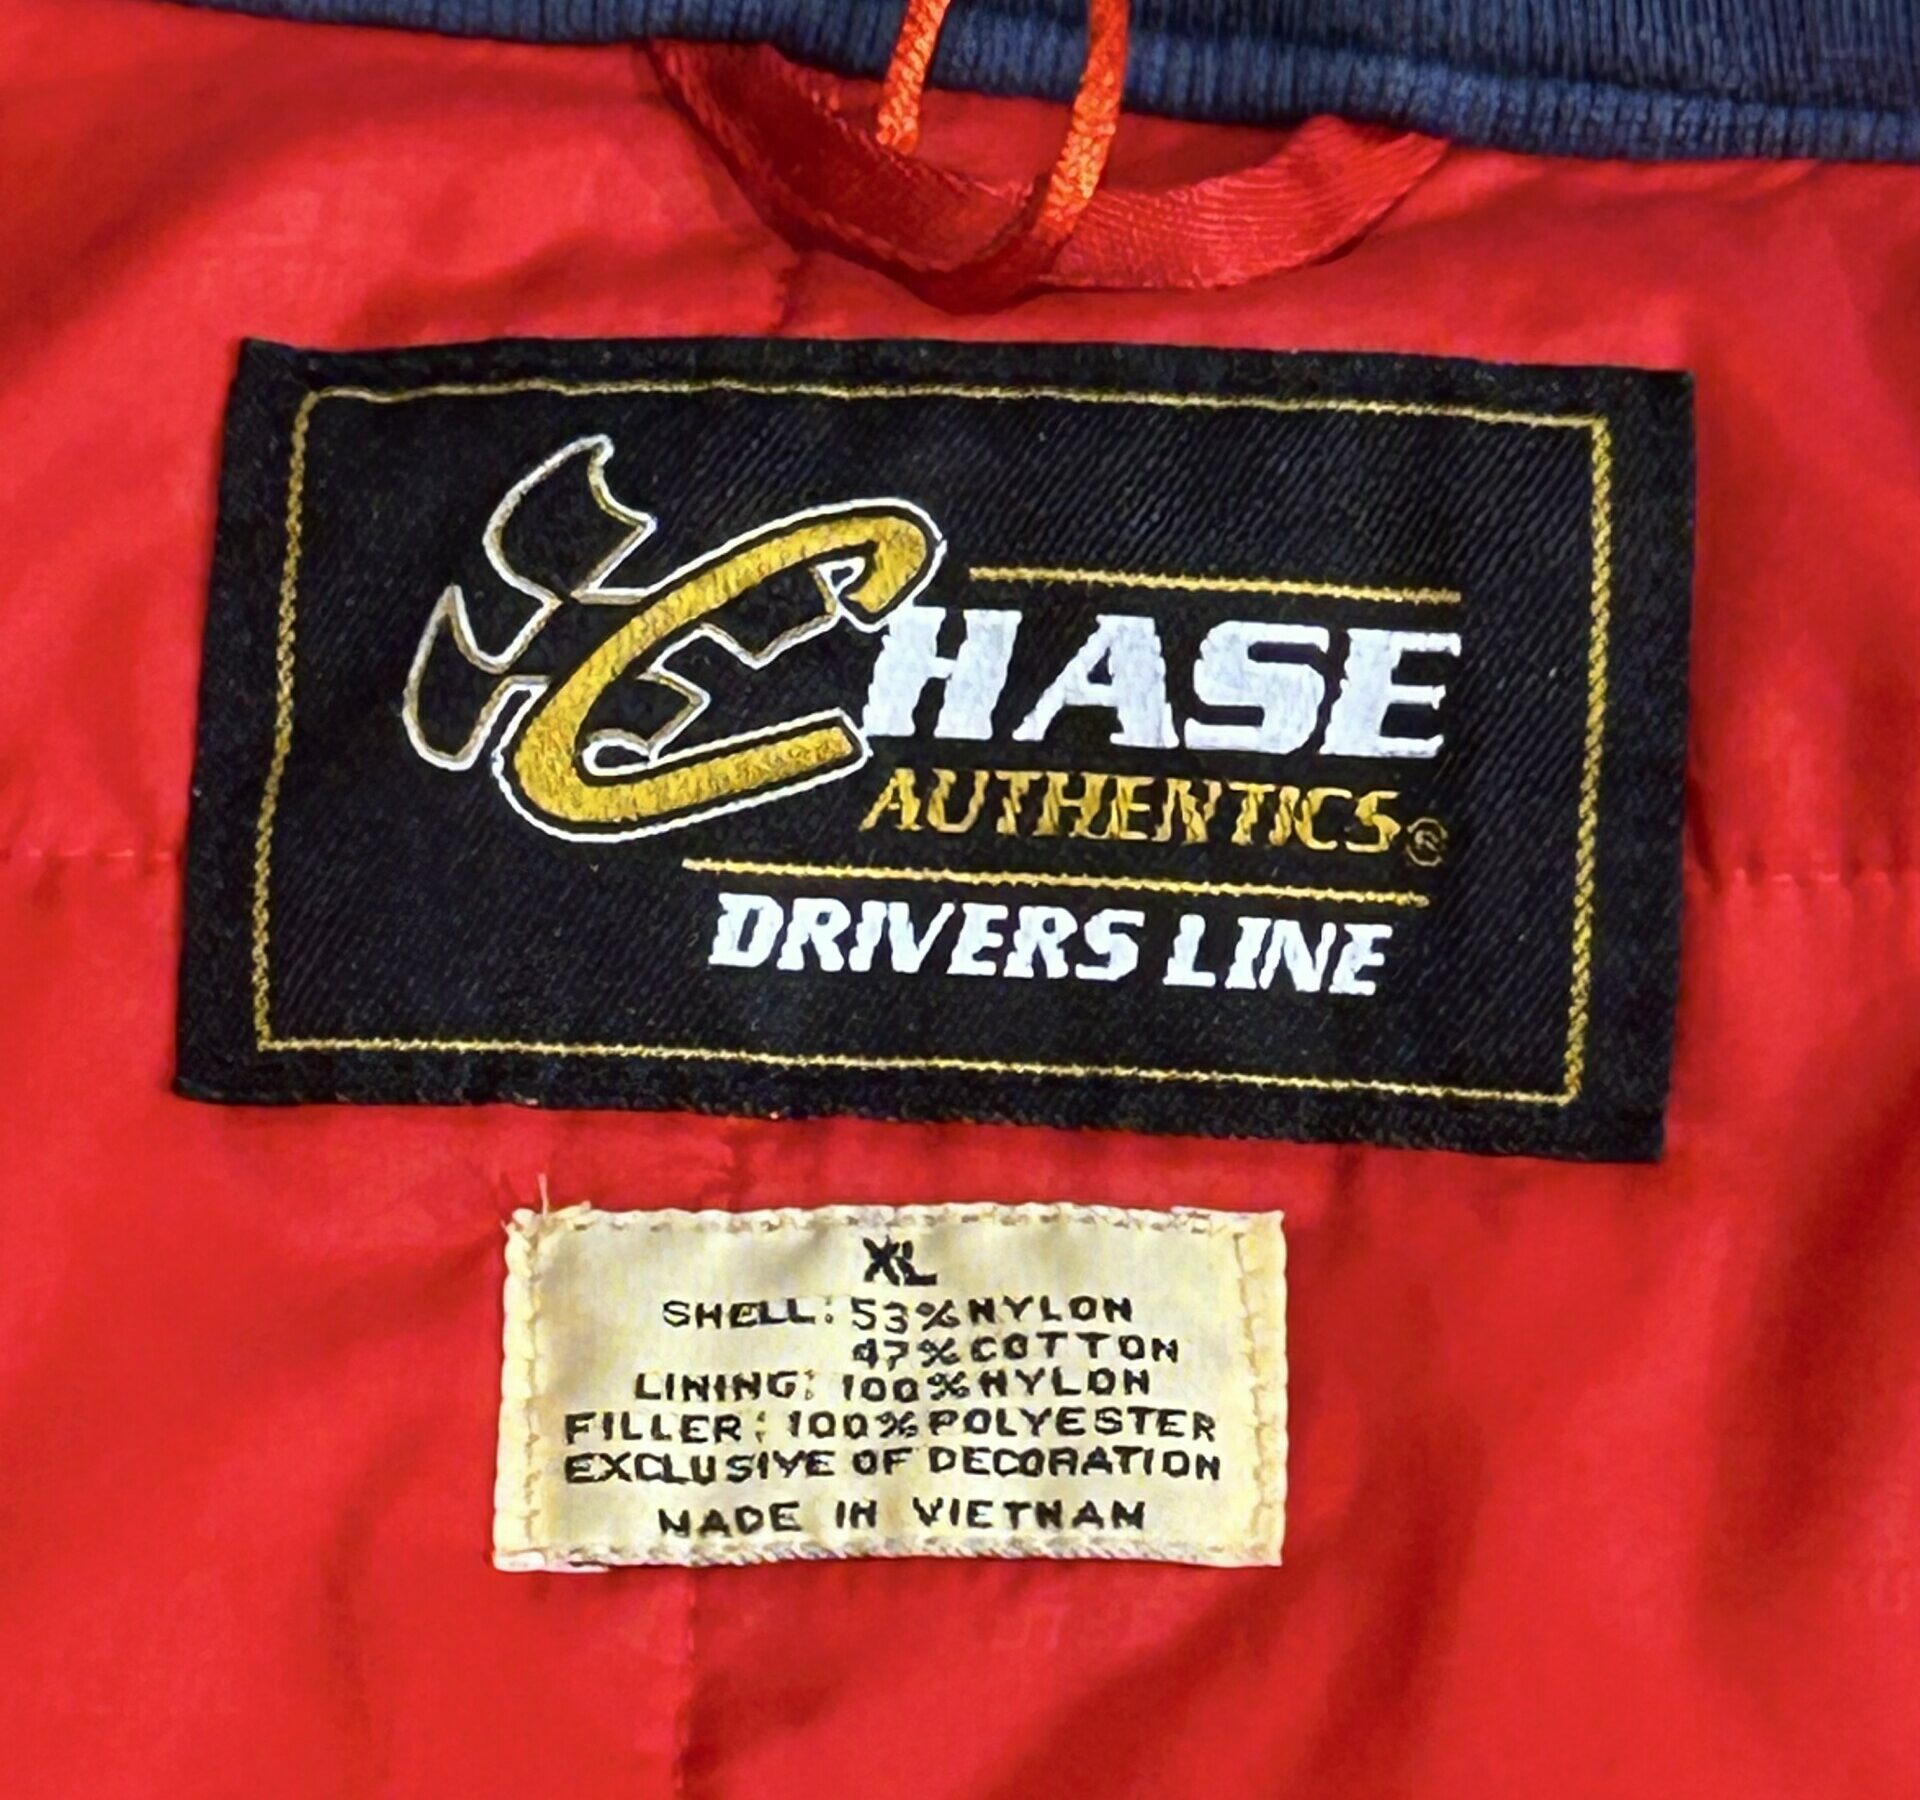 CHASE
AUTHENTICS®
DRIVERS LINE
XL
SHELL: 53% NYLON
47% COTTON
LINING: 100% NYLON
FILLER: 100% POLYESTER
EXCLUSIVE OF DECORATION
MADE IN VIETNAM